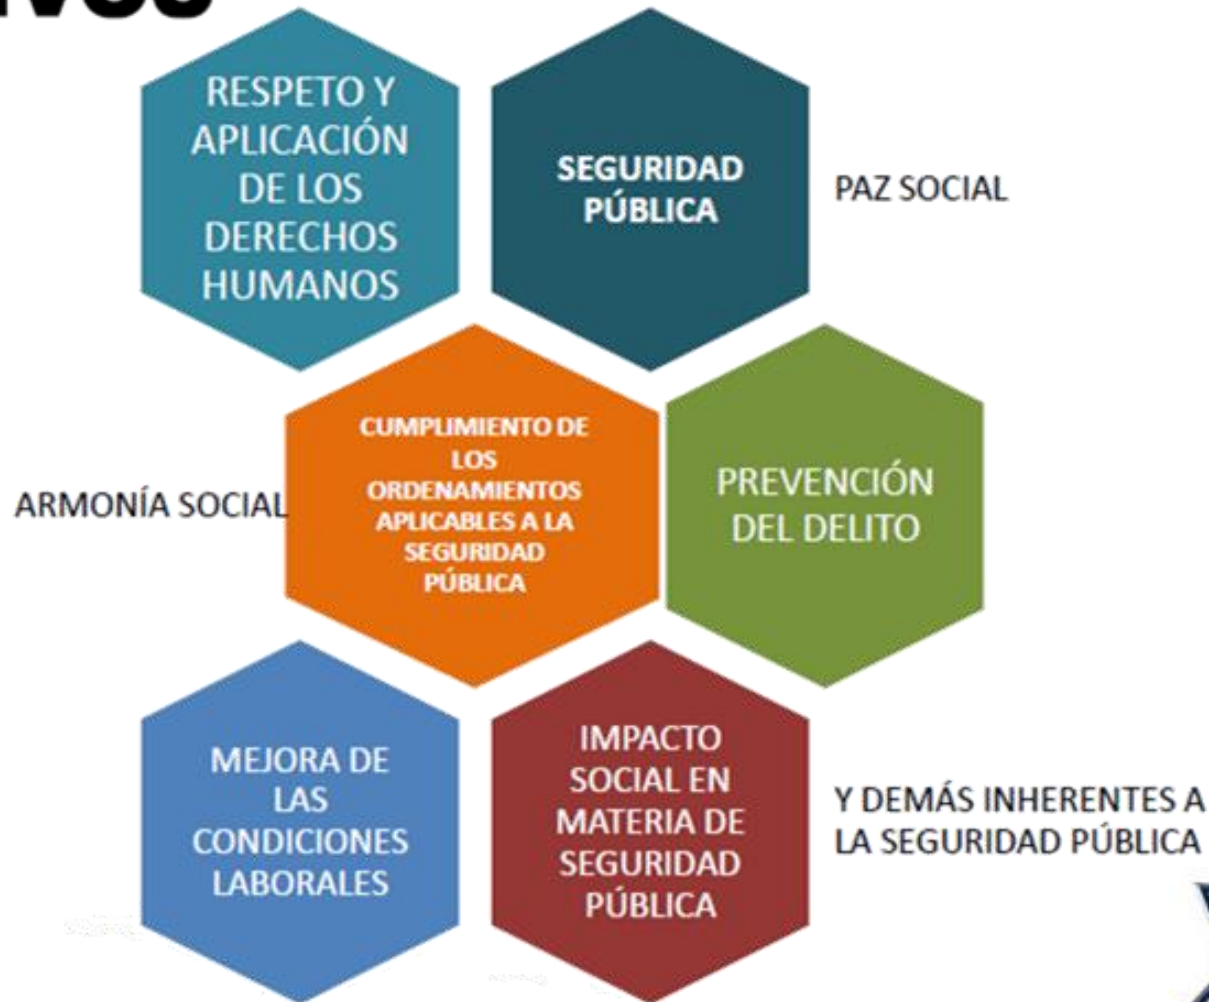 RESPETO Y
APLICACIÓN
DE LOS
DERECHOS
HUMANOS
SEGURIDAD
PÚBLICA
PAZ SOCIAL
ARMONÍA SOCIAL
CUMPLIMIENTO DE
LOS
ORDENAMIENTOS
APLICABLES A LA
SEGURIDAD
PÚBLICA
PREVENCIÓN
DEL DELITO
MEJORA DE
LAS
CONDICIONES
LABORALES
IMPACTO
SOCIAL EN
MATERIA DE
SEGURIDAD
PÚBLICA
Y DEMÁS INHERENTES A
LA SEGURIDAD PÚBLICA